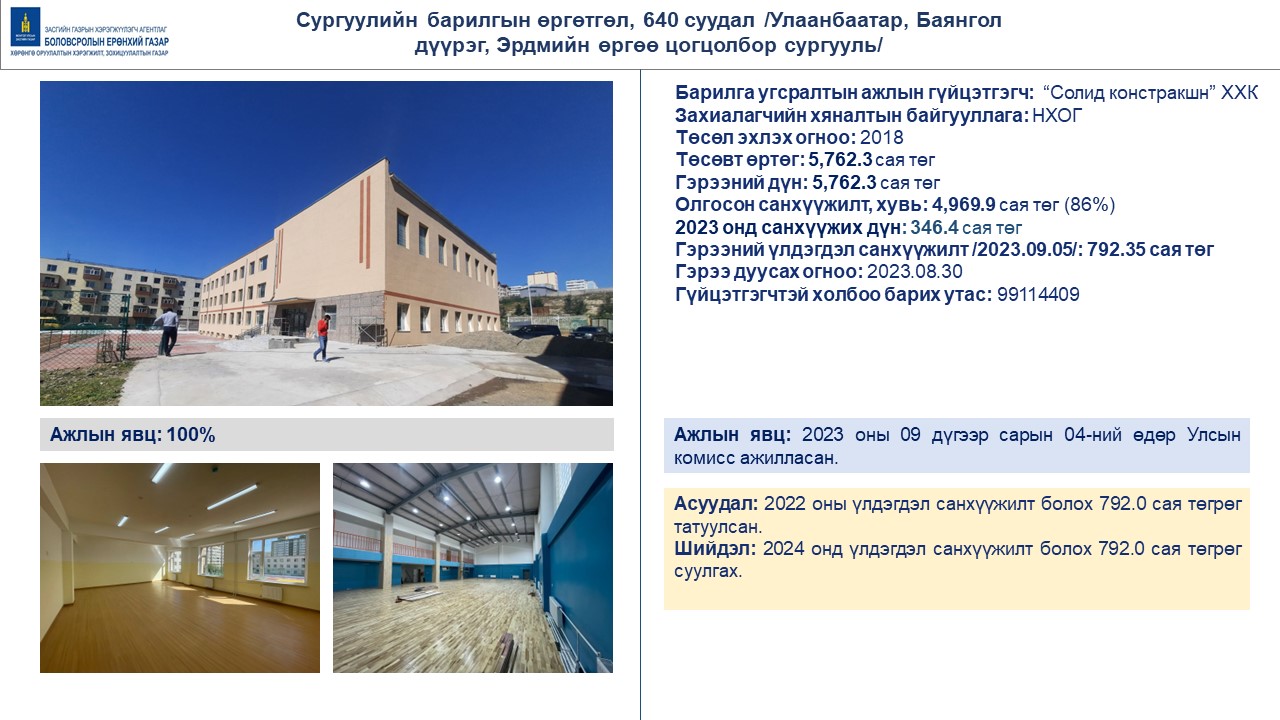 ЗАСГИЙН ГАЗРЫН ХЭРЭГЖҮҮЛЭГЧ АГЕНТЛАГ
БОЛОВСРОЛЫН ЕРӨНХИЙ ГАЗАР
ХӨРӨНГӨ ОРУУЛАЛТЫН ХЭРЭГЖИЛТ, ЗОХИЦУУЛАЛТЫН ГАЗАР
Сургуулийн барилгын өргөтгөл, 640 суудал /Улаанбаатар, Баянгол
дүүрэг, Эрдмийн өргөө цогцолбор сургууль/
Барилга угсралтын ажлын гүйцэтгэгч: “Солид констракшн” ХХК
Захиалагчийн хяналтын байгууллага: НХОГ
Төсөл эхлэх огноо: 2018
Төсөвт өртөг: 5,762.3 сая төг
Гэрээний дүн: 5,762.3 сая төг
Олгосон санхүүжилт, хувь: 4,969.9 сая төг (86%)
2023 онд санхүүжих дүн: 346.4 сая төг
Гэрээний үлдэгдэл санхүүжилт /2023.09.05/: 792.35 сая төг
Гэрээ дуусах огноо: 2023.08.30
Гүйцэтгэгчтэй холбоо барих утас: 99114409
Ажлын явц: 100%
Ажлын явц: 2023 оны 09 дүгээр сарын 04-ний өдөр Улсын
комисс ажилласан.
Асуудал: 2022 оны үлдэгдэл санхүүжилт болох 792.0 сая төгрөг
татуулсан.
Шийдэл: 2024 онд үлдэгдэл санхүүжилт болох 792.0 сая төгрөг
суулгах.